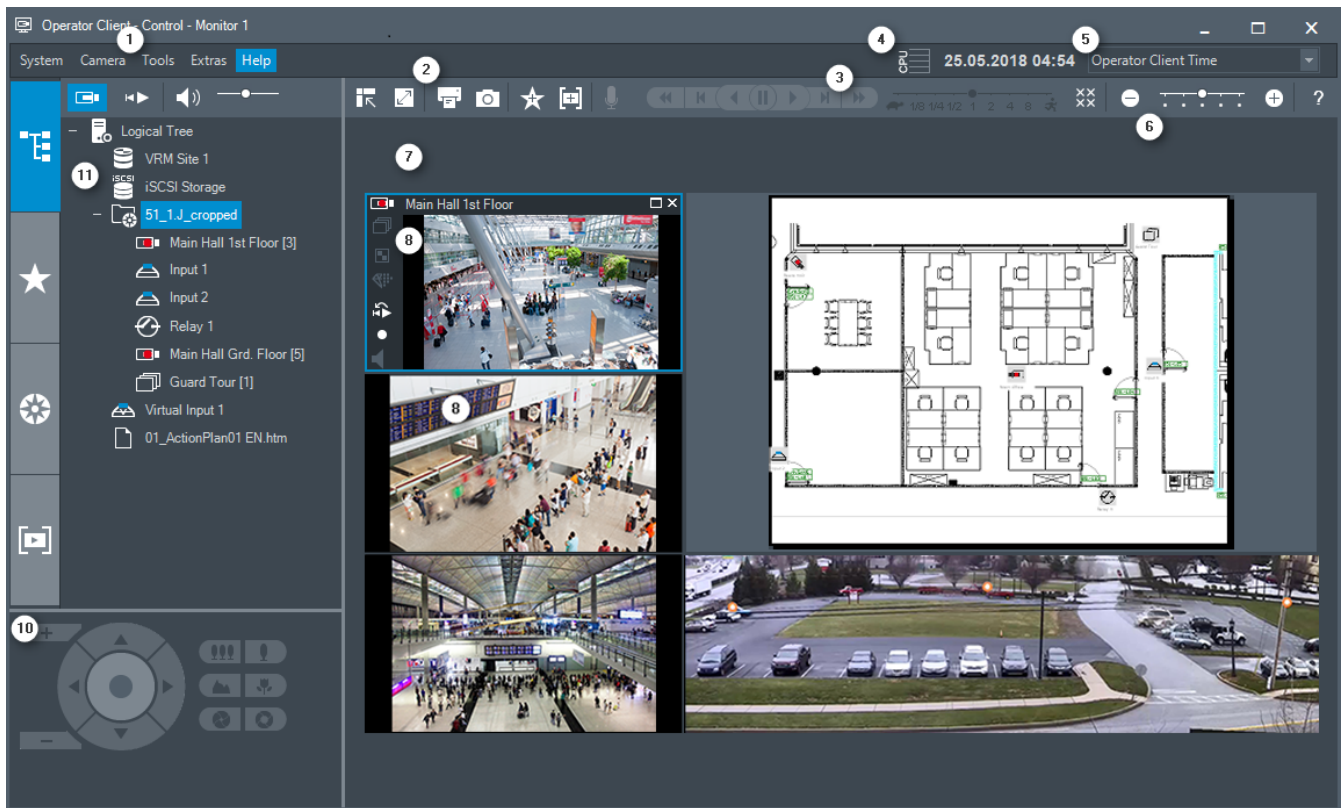 Operator Client - Control - Monitor 1
1
System Camera Tools Extras Help
4
CPU
25.05.2018 04:54
5
Operator Client Time
2
3
1/8 1/4 1/2 1 2 4 8
6
?
Logical Tree
VRM Site 1
11
iSCSI
iSCSI Storage
51_1.J_cropped
Main Hall 1st Floor [3]
Input 1
Input 2
Relay 1
Main Hall Grd. Floor [5]
Guard Tour [1]
Virtual Input 1
01_ActionPlan01 EN.htm
7
Main Hall 1st Floor
8
8
Relay 1
10